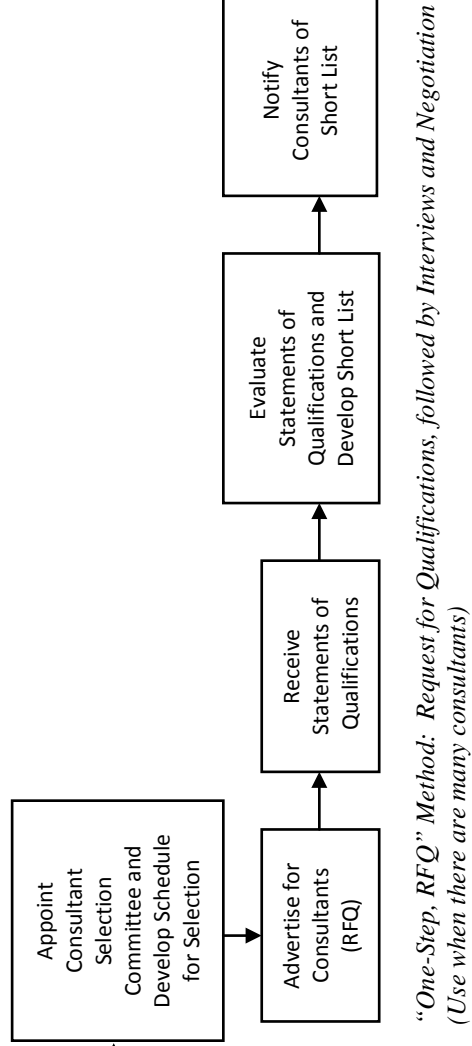 Appoint
Consultant
Selection
Committee and
Develop Schedule
for Selection
Advertise for
Consultants
(RFQ)
Receive
Statements of
Qualifications
Evaluate
Statements of
Qualifications and
Develop Short List
Notify
Consultants of
Short List
“One-Step, RFQ” Method:  Request for Qualifications, followed by Interviews and Negotiation
(Use when there are many consultants)